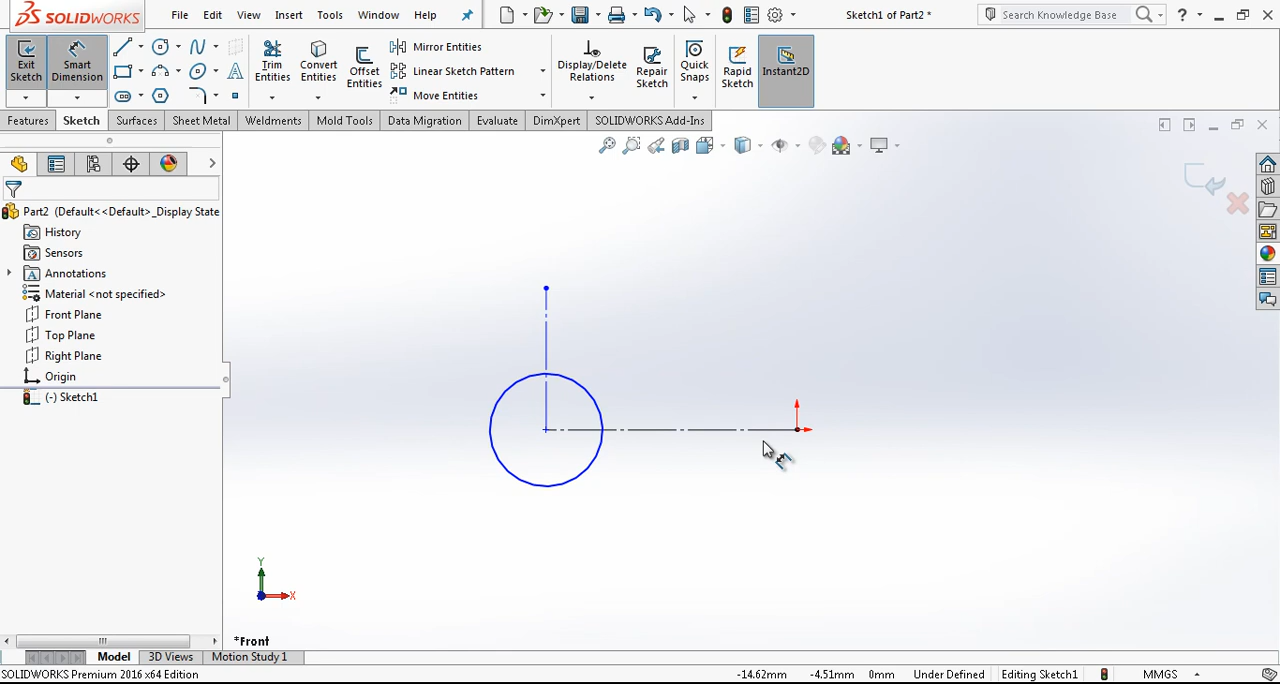 SOLIDWORKS File Edit View Insert Tools Window Help Sketch1 of Part2 * Search Knowledge Base ?
Exit Sketch Smart Dimension Trim Entities Convert Entities Offset Entities Mirror Entities Linear Sketch Pattern Move Entities Display/Delete Relations Repair Sketch Quick Snaps Rapid Sketch Instant2D
Features Sketch Surfaces Sheet Metal Weldments Mold Tools Data Migration Evaluate DimXpert SOLIDWORKS Add-Ins
Part2 (Default<<Default>_Display State
History
Sensors
Annotations
Material <not specified>
Front Plane
Top Plane
Right Plane
Origin
(-) Sketch1
Y
X
*Front
Model 3D Views Motion Study 1
SOLIDWORKS Premium 2016 x64 Edition -14.62mm -4.51mm 0mm Under Defined Editing Sketch1 MMGS